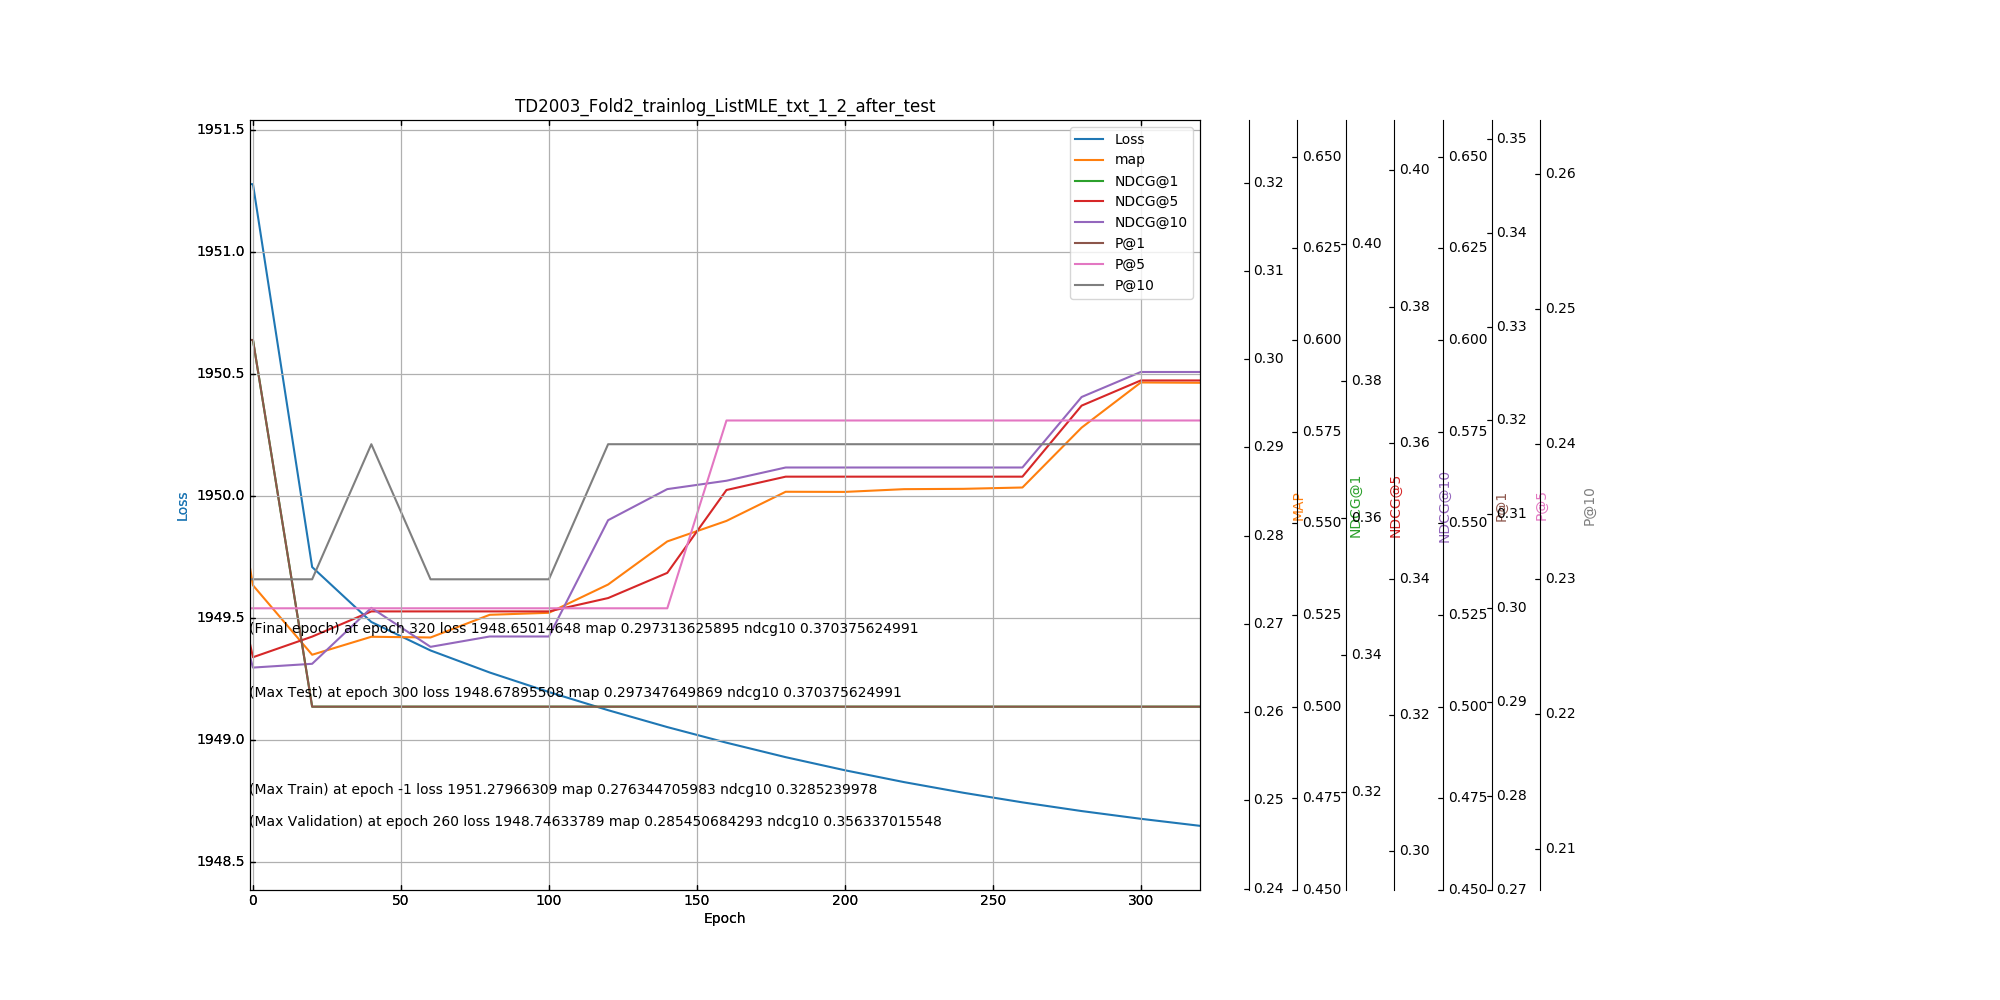 TD2003_Fold2_trainlog_ListMLE_txt_1_2_after_test
Loss
map
NDCG@1
NDCG@5
NDCG@10
P@1
P@5
P@10
1951.5
1951.0
1950.5
1950.0
1949.5
1949.0
1948.5
Loss
(Final epoch) at epoch 320 loss 1948.65014648 map 0.297313625895 ndcg10 0.370375624991
(Max Test) at epoch 300 loss 1948.67895508 map 0.297347649869 ndcg10 0.370375624991
(Max Train) at epoch -1 loss 1951.27966309 map 0.276344705983 ndcg10 0.3285239978
(Max Validation) at epoch 260 loss 1948.74633789 map 0.285450684293 ndcg10 0.356337015548
0 50 100 150 200 250 300
Epoch
0.32
0.31
0.30
0.29
0.28
0.27
0.26
0.25
0.24
MAP
0.650
0.625
0.600
0.575
0.550
0.525
0.500
0.475
0.450
NDCG@1
0.40
0.38
0.36
0.34
0.32
NDCG@5
0.40
0.38
0.36
0.34
0.32
0.30
NDCG@10
0.650
0.625
0.600
0.575
0.550
0.525
0.500
0.475
0.450
P@1
0.35
0.34
0.33
0.32
0.31
0.30
0.29
0.28
0.27
P@5
0.26
0.25
0.24
0.23
0.22
0.21
P@10